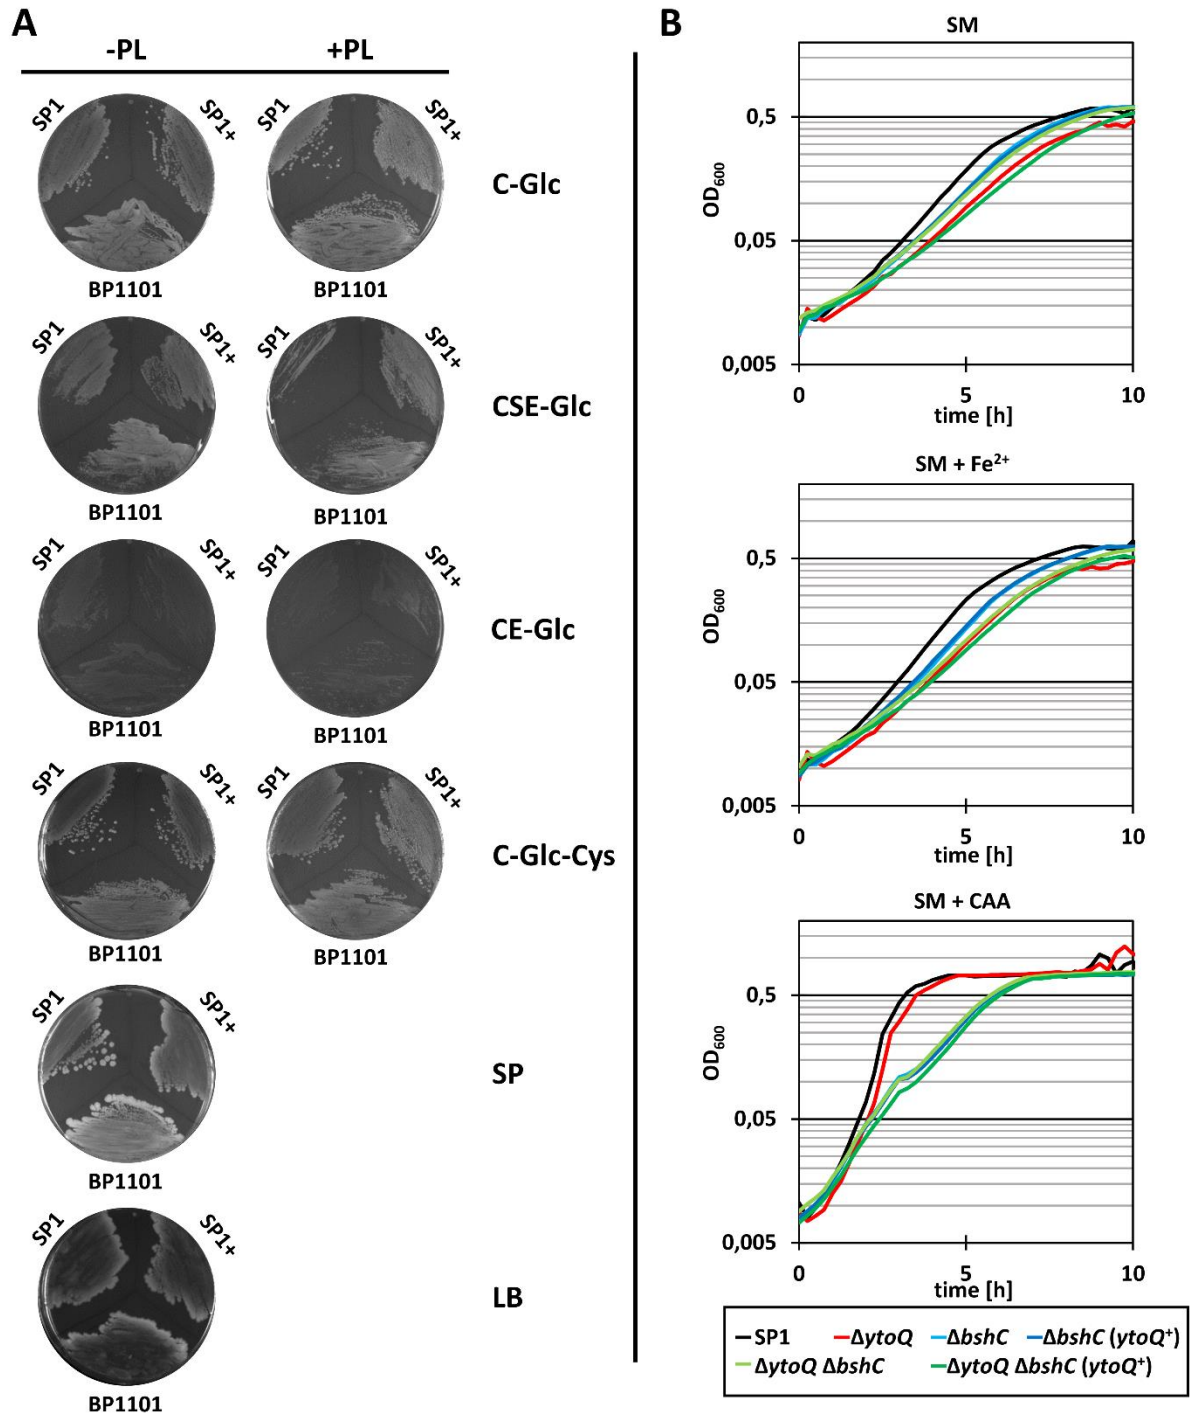 A
-PL
+PL
SP1
SP1+
SP1
SP1+
C-Glc
BP1101
BP1101
SP1
SP1+
SP1
SP1+
CSE-Glc
BP1101
BP1101
SP1
SP1+
SP1
SP1+
CE-Glc
BP1101
BP1101
SP1
SP1+
SP1
SP1+
C-Glc-Cys
BP1101
BP1101
SP1
SP1+
SP
BP1101
SP1
SP1+
LB
BP1101
B
SM
OD₆₀₀
0,5
0,05
0,005
0
5
10
time [h]
SM + Fe²⁺
OD₆₀₀
0,5
0,05
0,005
0
5
10
time [h]
SM + CAA
OD₆₀₀
0,5
0,05
0,005
0
5
10
time [h]
SP1
ΔytoQ
ΔbshC
ΔbshC (ytoQ⁺)
ΔytoQ ΔbshC
ΔytoQ ΔbshC (ytoQ⁺)